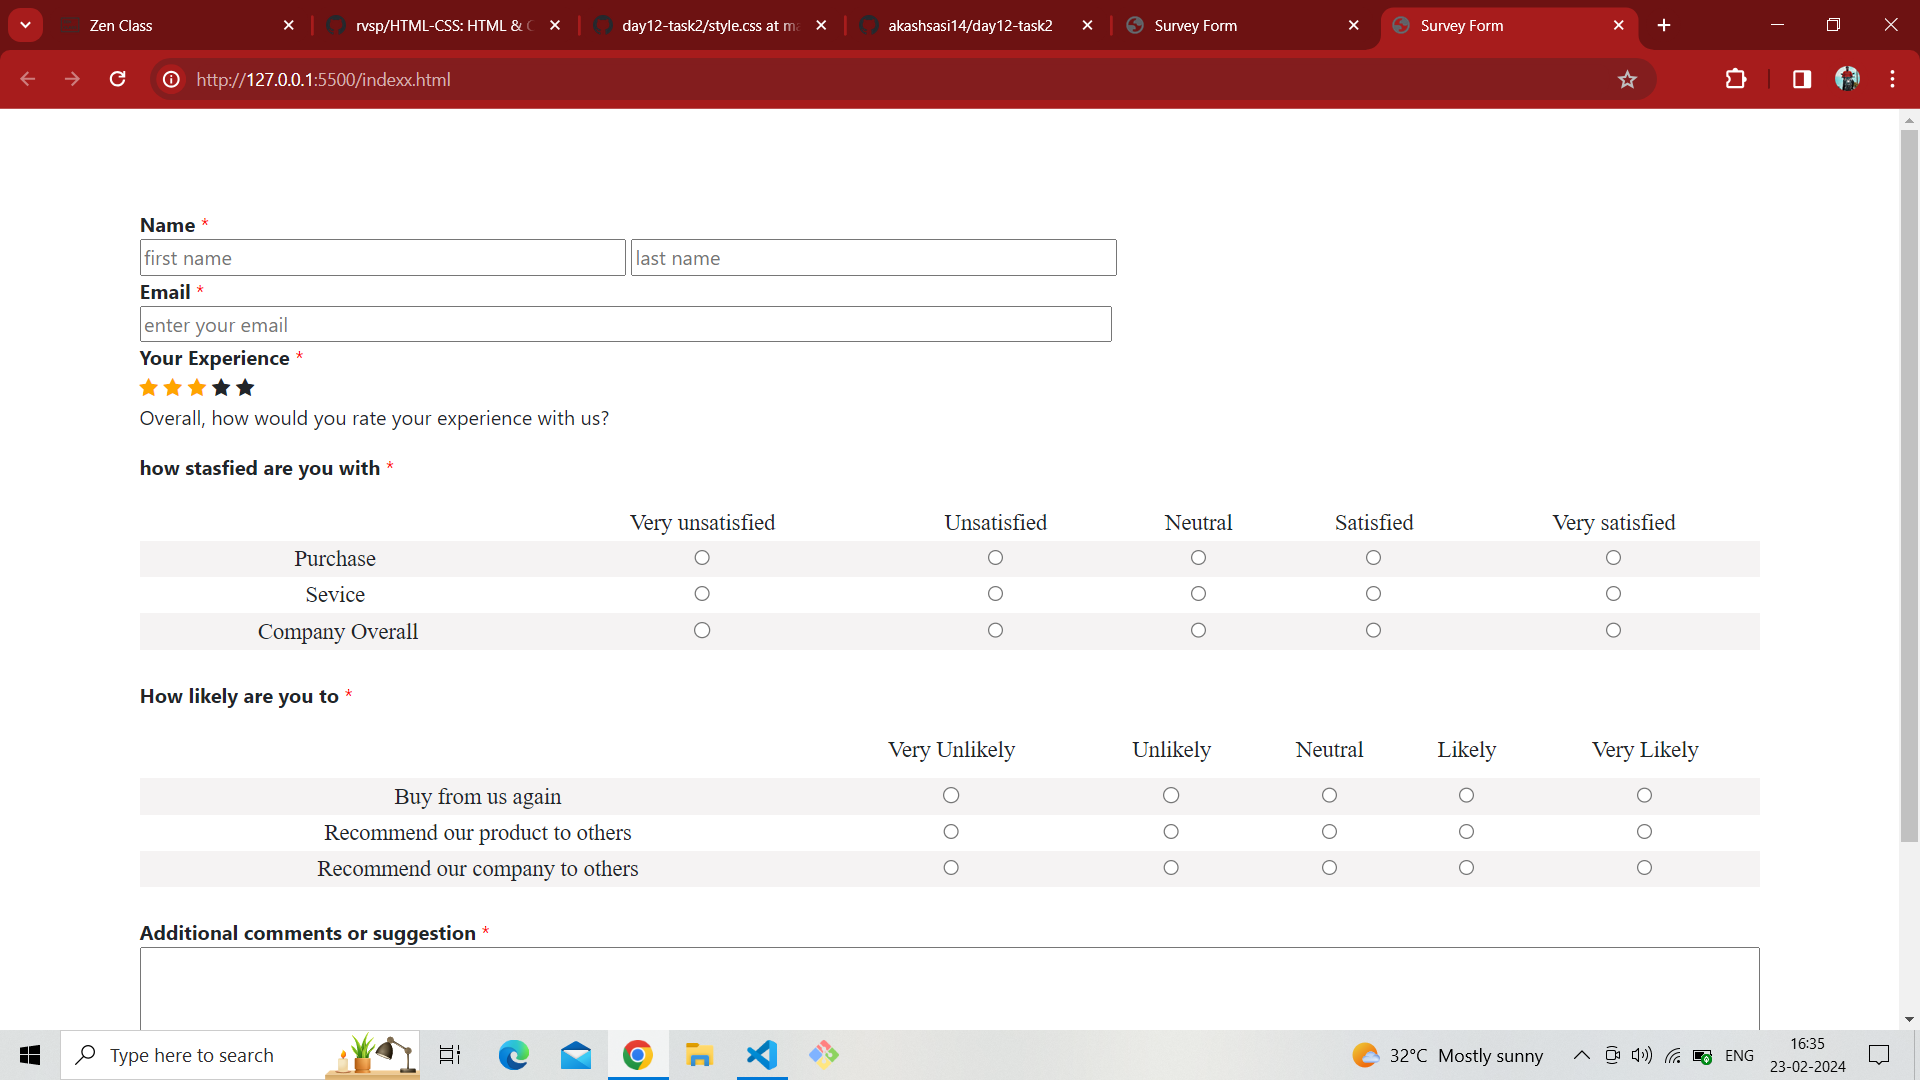 Zen Class
rvsp/HTML-CSS: HTML & C
day12-task2/style.css at ma
akashsasi14/day12-task2
Survey Form
Survey Form
http://127.0.0.1:5500/indexx.html
Name *
first name
last name
Email *
enter your email
Your Experience *
Overall, how would you rate your experience with us?
how stasfied are you with *
Very unsatisfied Unsatisfied Neutral Satisfied Very satisfied
Purchase
Sevice
Company Overall
How likely are you to *
Very Unlikely Unlikely Neutral Likely Very Likely
Buy from us again
Recommend our product to others
Recommend our company to others
Additional comments or suggestion *
Type here to search
32°C Mostly sunny
ENG
16:35
23-02-2024